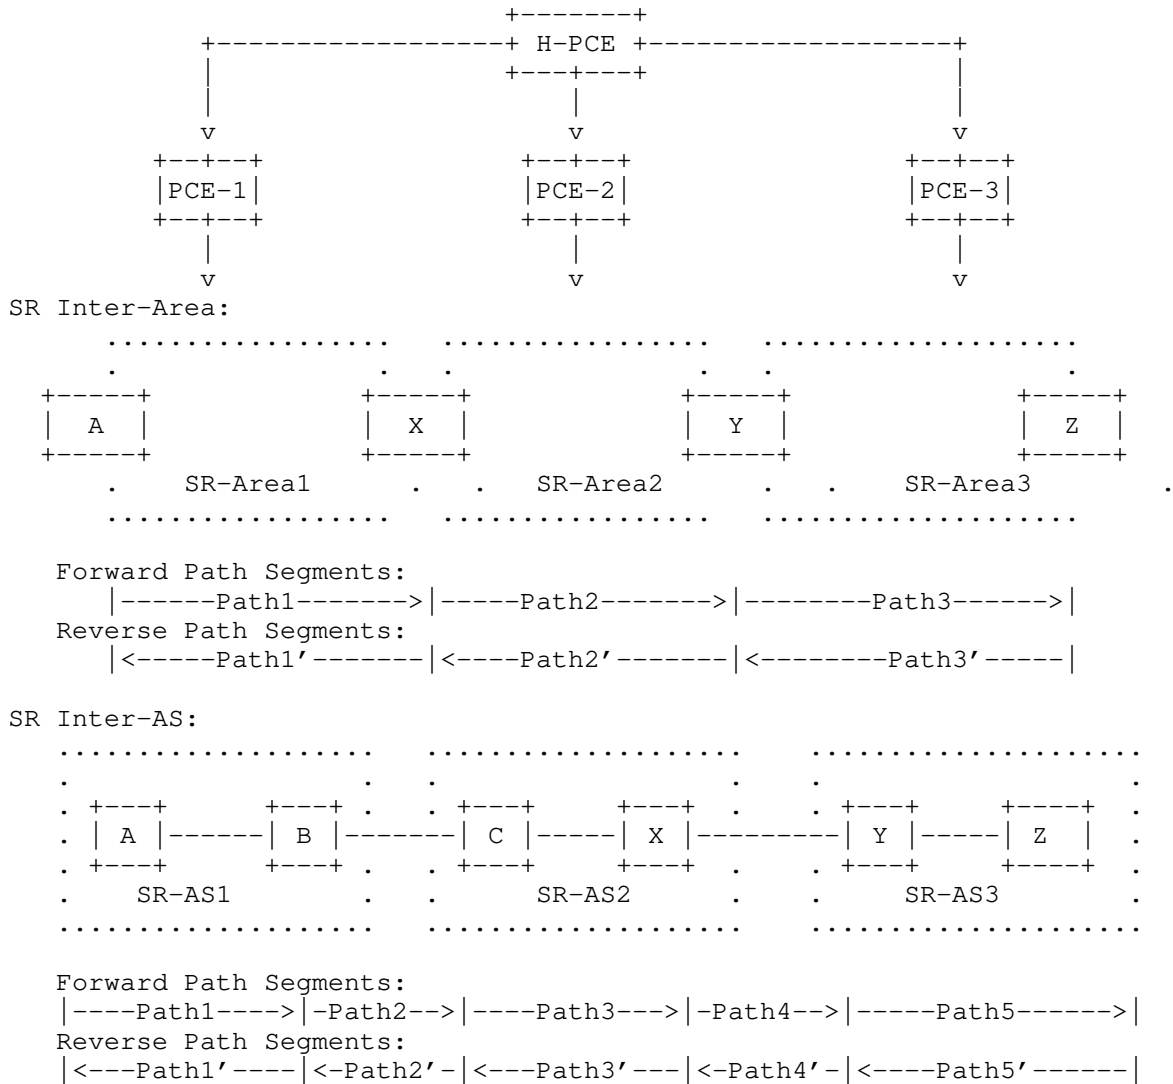 +-------+
+------------------+ H-PCE +-------------------+
| +---+---+ |
| | |
v v v
+--+--+ +--+--+ +--+--+
|PCE-1| |PCE-2| |PCE-3|
+--+--+ +--+--+ +--+--+
| | |
v v v
SR Inter-Area:
.................. ................. ....................
. . . . . .
+-----+ +-----+ +-----+ +-----+
| A | | X | | Y | | Z |
+-----+ +-----+ +-----+ +-----+
. SR-Area1 . . SR-Area2 . . SR-Area3 .
.................. ................. ....................
Forward Path Segments:
|------Path1------->|-----Path2------->|--------Path3------>|
Reverse Path Segments:
|<-----Path1'-------|<----Path2'-------|<--------Path3'-----|
SR Inter-AS:
.................... .................... .....................
. . . . . .
. +---+ +---+ . . +---+ +---+ . . +---+ +----+ .
. | A |------| B |-------| C |-----| X |---------| Y |-----| Z | .
. +---+ +---+ . . +---+ +---+ . . +---+ +----+ .
. SR-AS1 . . SR-AS2 . . SR-AS3 .
.................... .................... .....................
Forward Path Segments:
|----Path1---->|-Path2-->|----Path3--->|-Path4-->|-----Path5------>|
Reverse Path Segments:
|<---Path1'----|<-Path2'-|<---Path3'---|<-Path4'-|<----Path5'------|